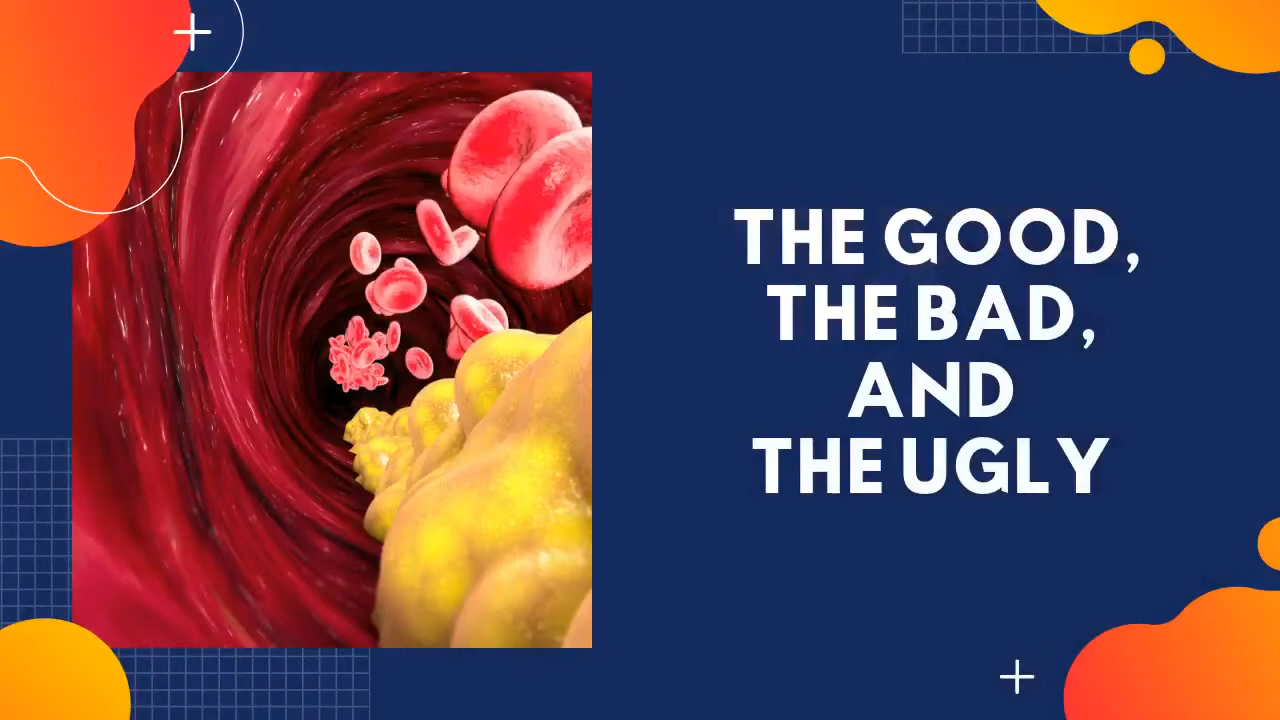 THE GOOD,
THE BAD,
AND
THE UGLY